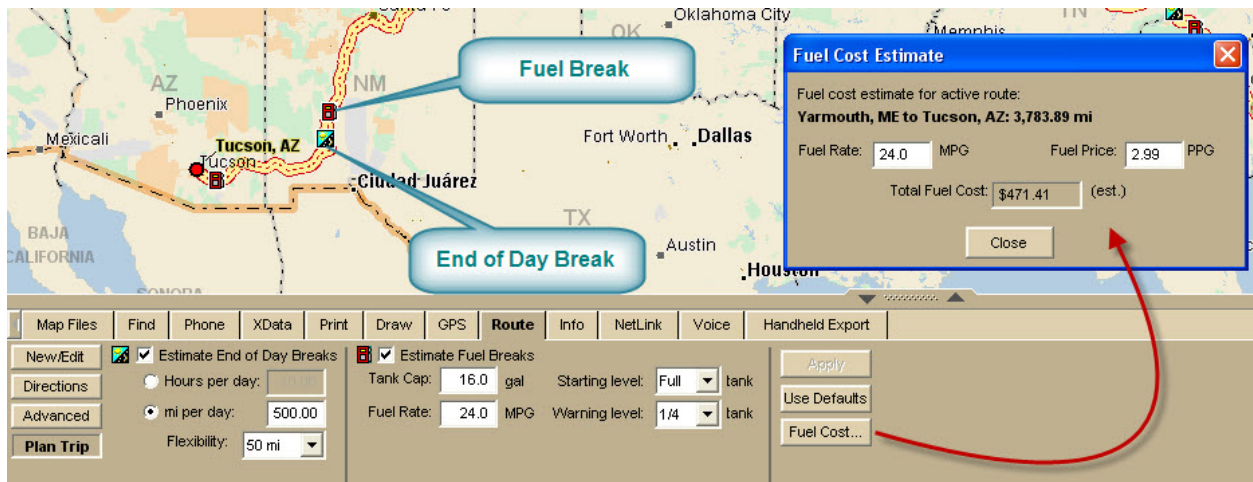 Santa Fe
Oklahoma City
OK
TN
Memphis
Fuel Break
AZ
NM
Phoenix
Mexicali
Fort Worth
Dallas
Tucson, AZ
Tucson
Ciudad Juárez
TX
BAJA
CALIFORNIA
Austin
End of Day Break
Houston
SONORA
Fuel Cost Estimate
Fuel cost estimate for active route:
Yarmouth, ME to Tucson, AZ: 3,783.89 mi
Fuel Rate: 24.0 MPG Fuel Price: 2.99 PPG
Total Fuel Cost: $471.41 (est.)
Close
Map Files Find Phone XData Print Draw GPS Route Info NetLink Voice Handheld Export
New/Edit
Directions
Advanced
Plan Trip
Estimate End of Day Breaks
Hours per day: 10.00
mi per day: 500.00
Flexibility: 50 mi
Estimate Fuel Breaks
Tank Cap: 16.0 gal Starting level: Full tank
Fuel Rate: 24.0 MPG Warning level: 1/4 tank
Apply
Use Defaults
Fuel Cost...